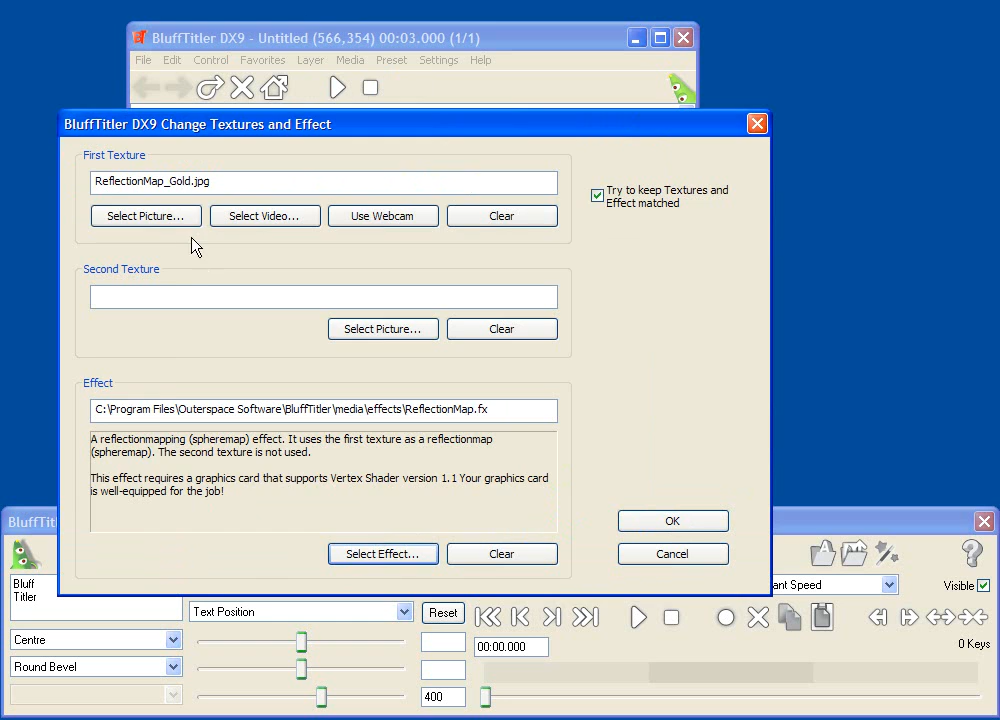 BluffTitler DX9 - Untitled (566,354) 00:03.000 (1/1)
File Edit Control Favorites Layer Media Preset Settings Help
BluffTitler DX9 Change Textures and Effect
First Texture
ReflectionMap_Gold.jpg
Try to keep Textures and
Effect matched
Select Picture... Select Video... Use Webcam Clear
Second Texture
Select Picture... Clear
Effect
C:\Program Files\Outerspace Software\BluffTitler\media\effects\ReflectionMap.fx
A reflectionmapping (spheremap) effect. It uses the first texture as a reflectionmap
(spheremap). The second texture is not used.
This effect requires a graphics card that supports Vertex Shader version 1.1 Your graphics card
is well-equipped for the job!
OK
Select Effect... Clear Cancel
Bluff
Titler
Speed
Visible
Text Position
Reset
Centre
00:00.000
0 Keys
Round Bevel
400